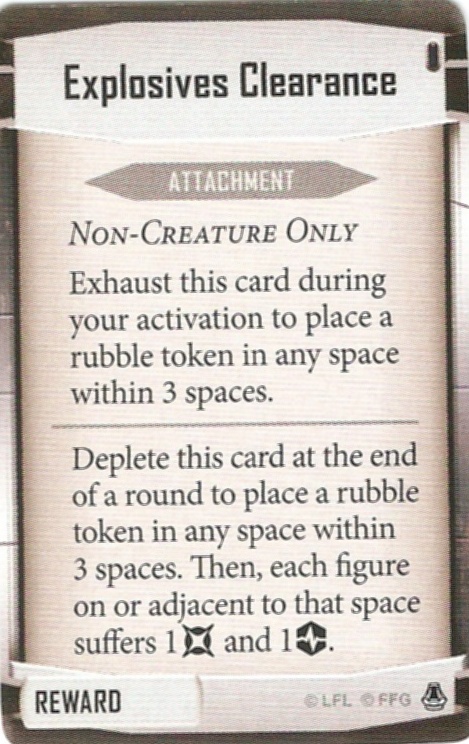 Explosives Clearance
ATTACHMENT
NON-CREATURE ONLY
Exhaust this card during
your activation to place a
rubble token in any space
within 3 spaces.
Deplete this card at the end
of a round to place a rubble
token in any space within
3 spaces. Then, each figure
on or adjacent to that space
suffers 1 and 1.
REWARD
© LFL © FFG